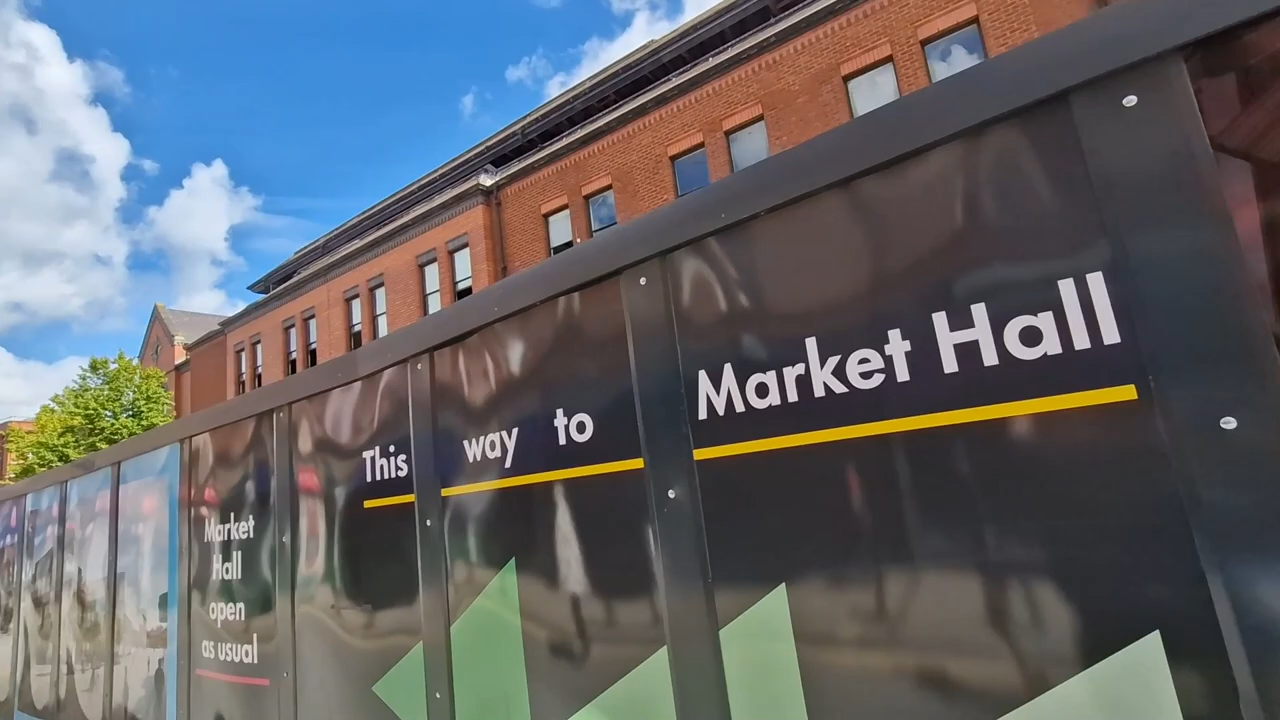 This way to Market Hall
Market
Hall
open
as usual